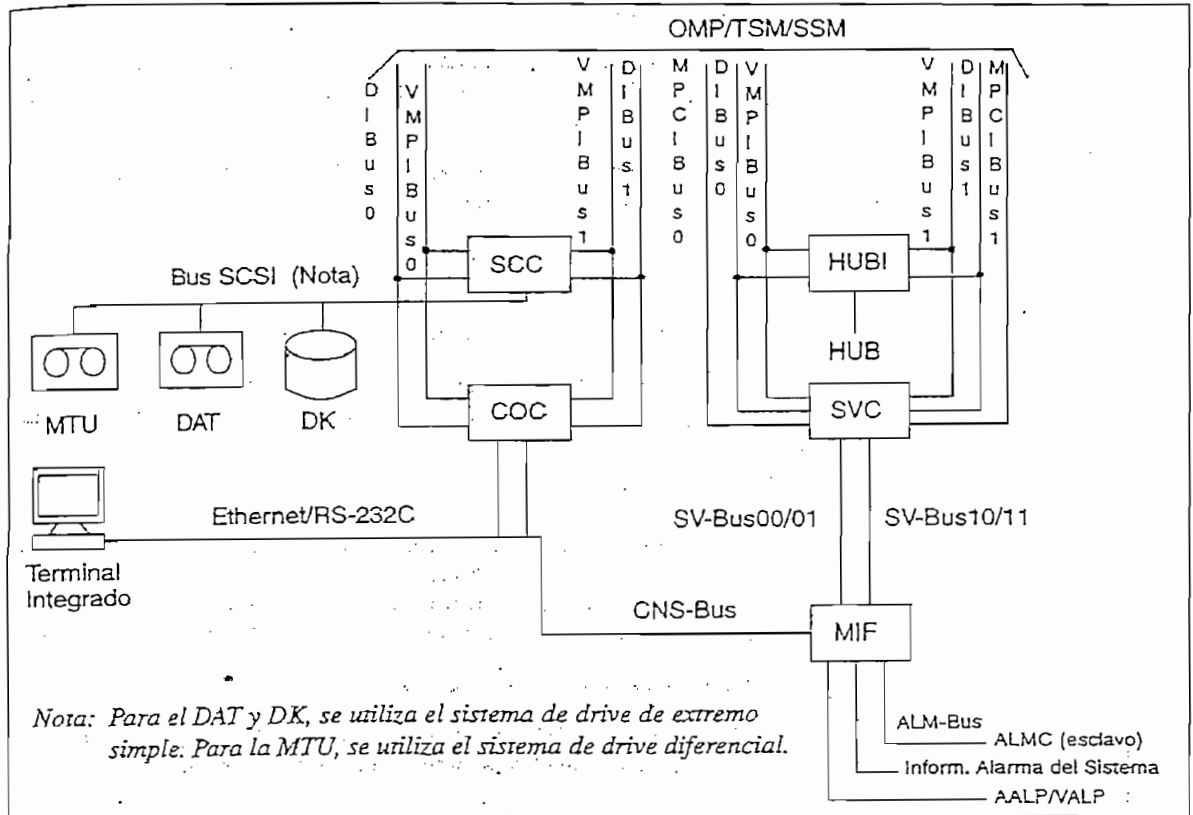 OMP/TSM/SSM
DIBus0
VMPIBus0
VMPIBus1
DIBus1
MPCIBus0
DIBus0
VMPIBus0
VMPIBus1
DIBus1
MPCIBus1
SCC
HUBI
Bus SCSI (Nota)
HUB
MTU
DAT
DK
COC
SVC
Ethernet/RS-232C
SV-Bus00/01
SV-Bus10/11
Terminal
Integrado
CNS-Bus
MIF
Nota: Para el DAT y DK, se utiliza el sistema de drive de extremo
simple. Para la MTU, se utiliza el sistema de drive diferencial.
ALM-Bus
ALMC (esclavo)
Inform. Alarma del Sistema
AALP/VALP